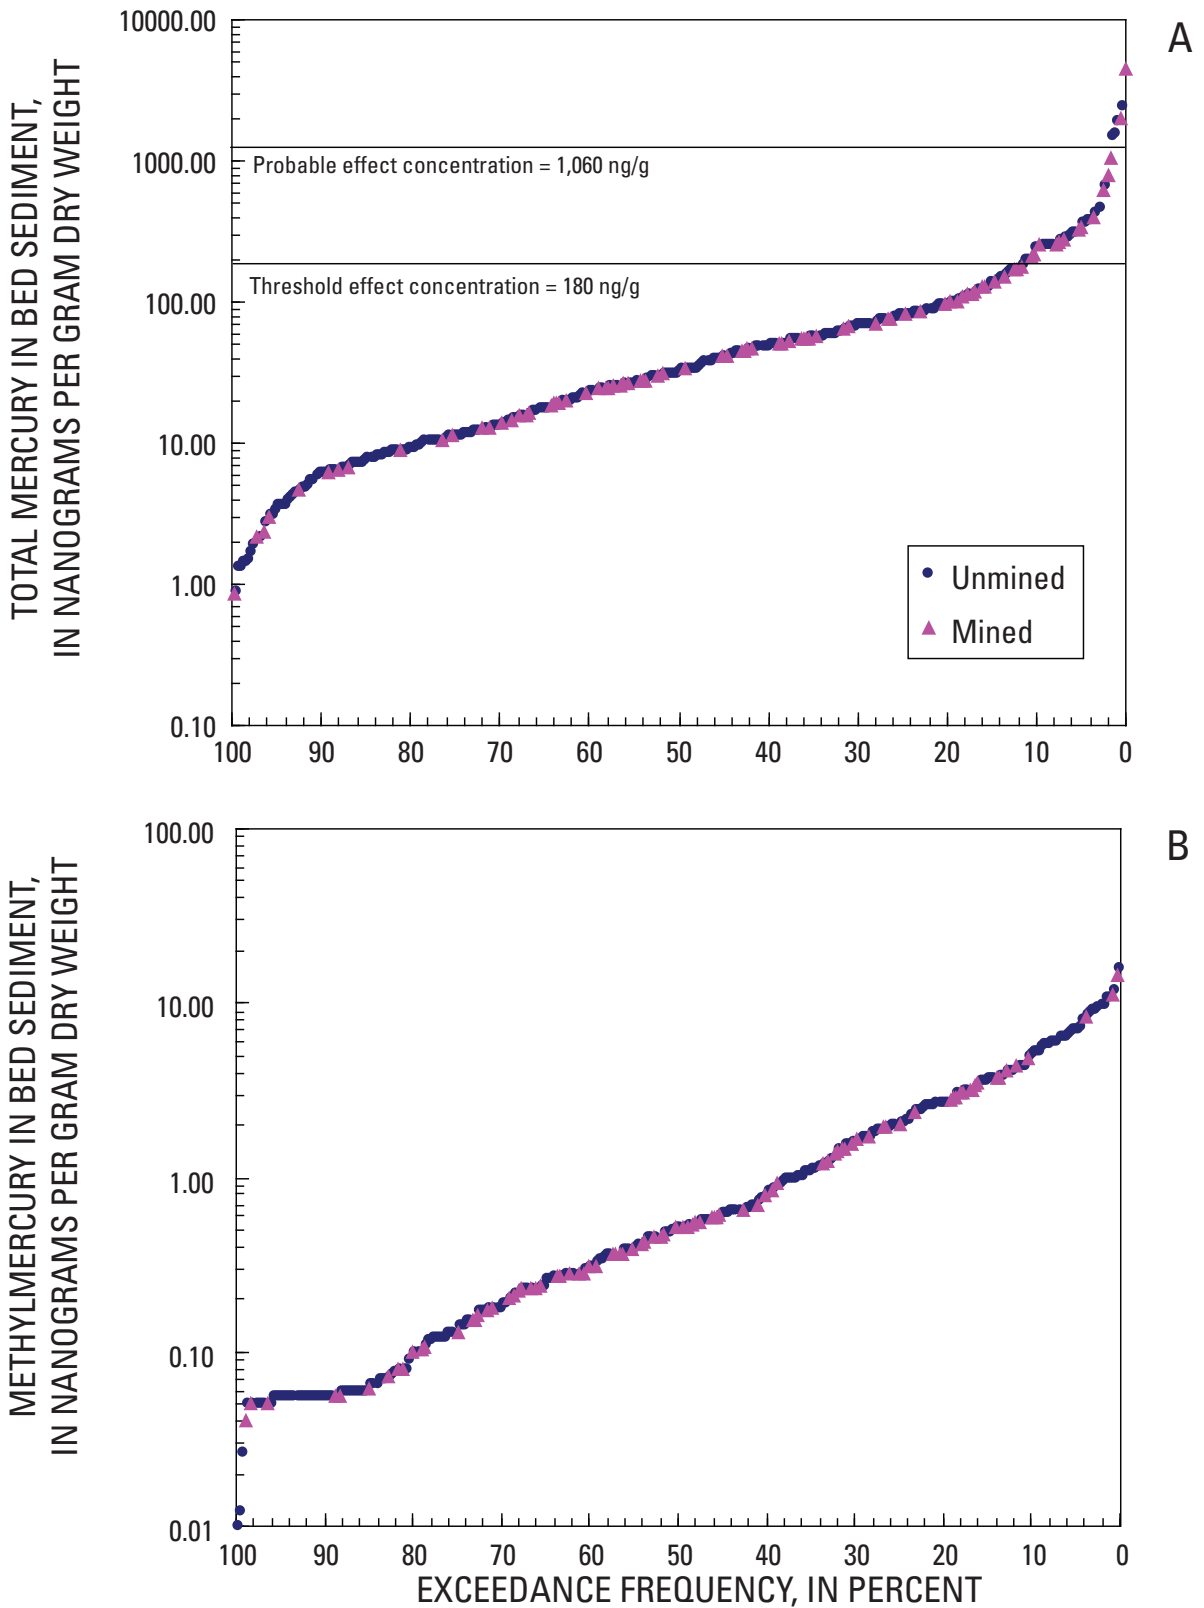 A
TOTAL MERCURY IN BED SEDIMENT,
IN NANOGRAMS PER GRAM DRY WEIGHT
10000.00
1000.00
100.00
10.00
1.00
0.10
Probable effect concentration = 1,060 ng/g
Threshold effect concentration = 180 ng/g
Unmined
Mined
100 90 80 70 60 50 40 30 20 10 0
B
METHYLMERCURY IN BED SEDIMENT,
IN NANOGRAMS PER GRAM DRY WEIGHT
100.00
10.00
1.00
0.10
0.01
100 90 80 70 60 50 40 30 20 10 0
EXCEEDANCE FREQUENCY, IN PERCENT